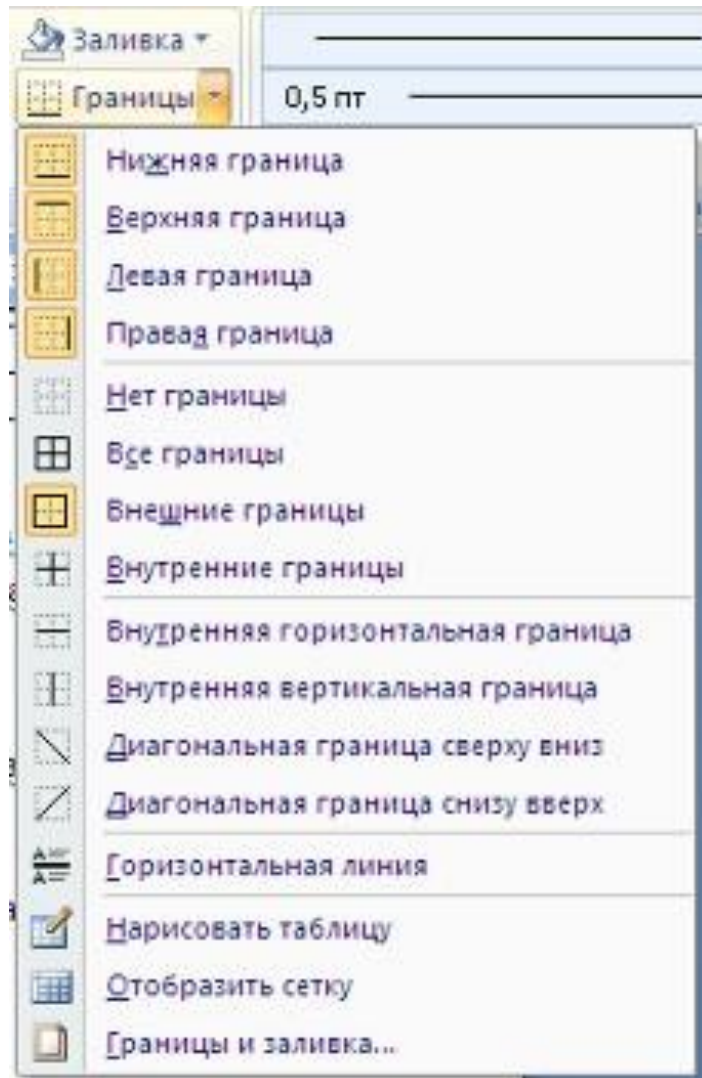 Заливка
Границы
0,5 пт
Нижняя граница
Верхняя граница
Левая граница
Правая граница
Нет границы
Все границы
Внешние границы
Внутренние границы
Внутренняя горизонтальная граница
Внутренняя вертикальная граница
Диагональная граница сверху вниз
Диагональная граница снизу вверх
Горизонтальная линия
Нарисовать таблицу
Отобразить сетку
Границы и заливка...